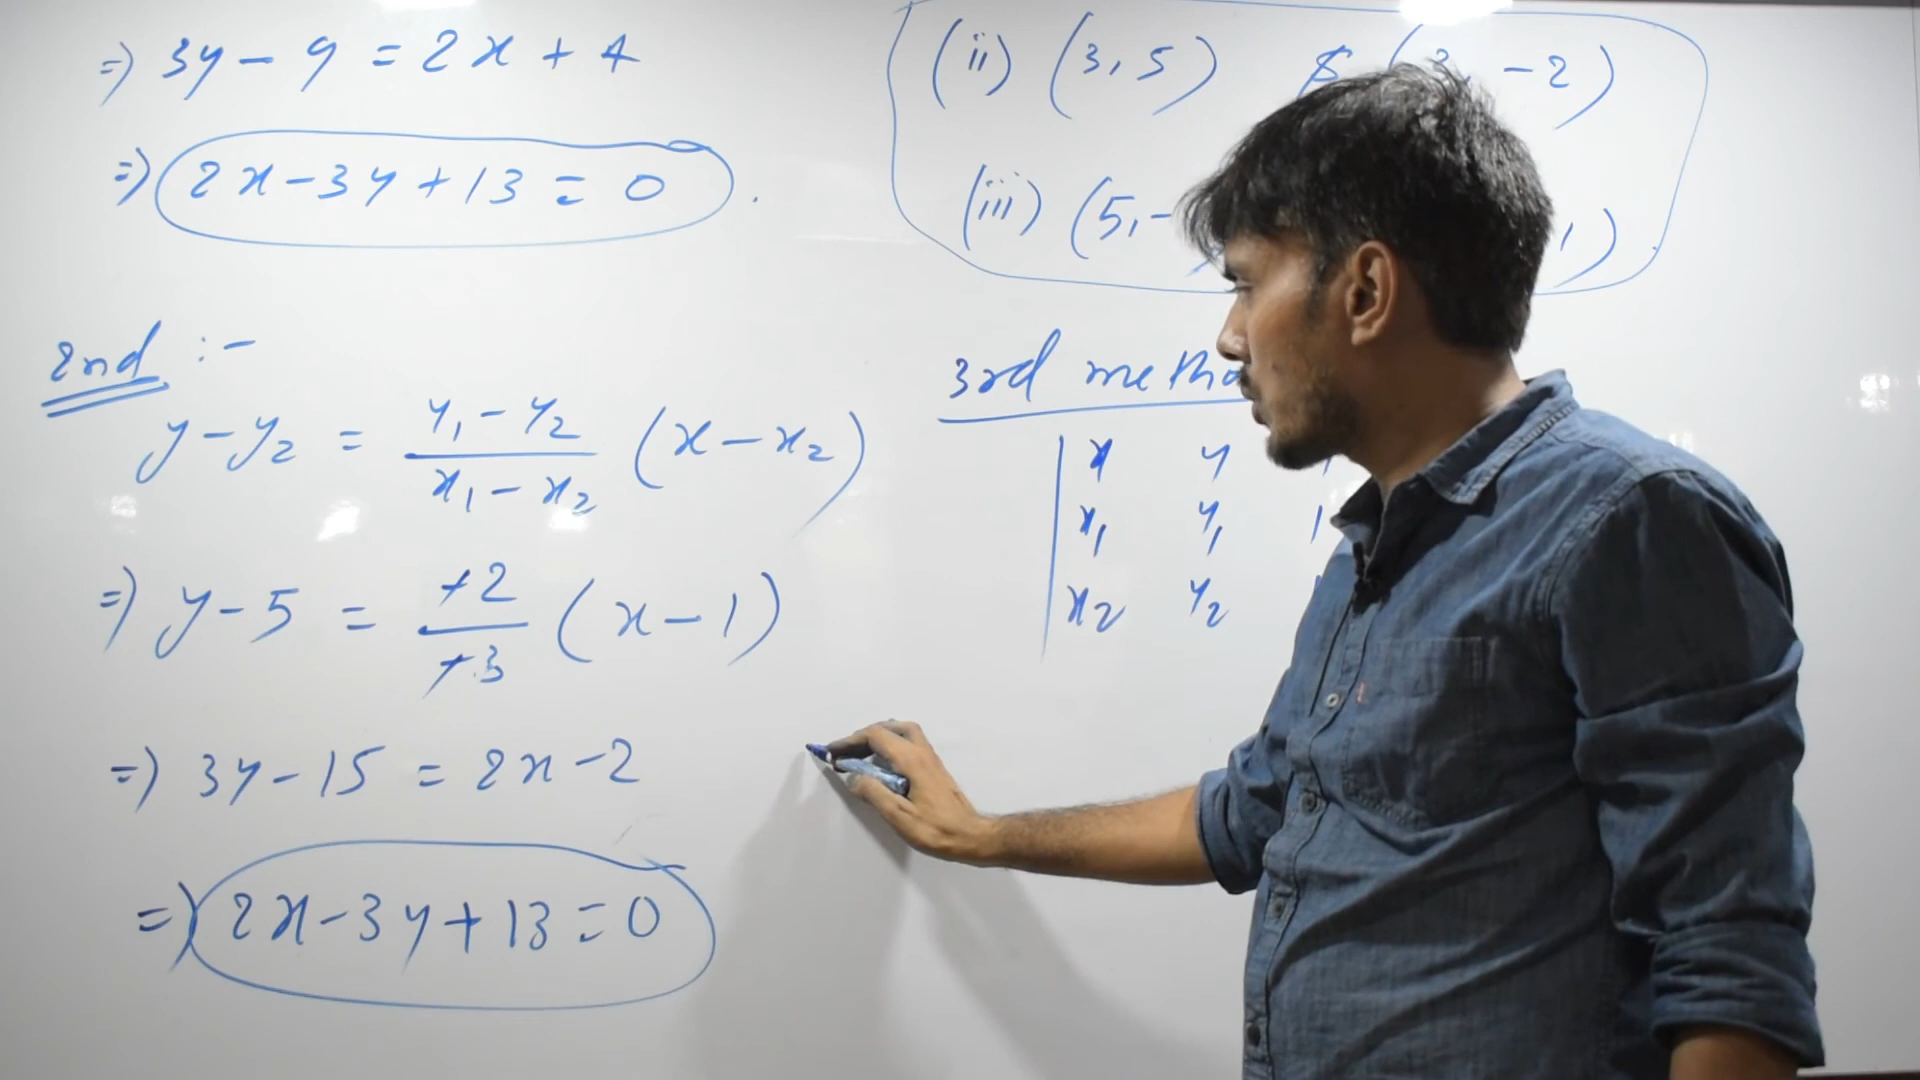 =) 3y - 9 = 2x + 4
=) 2x - 3y + 13 = 0 .
2nd :-
y - y2 = y1 - y2 / x1 - x2 (x - x2)
=) y - 5 = +2 / +3 (x - 1)
=) 3y - 15 = 2x - 2
=) 2x - 3y + 13 = 0
(ii) (3, 5) & ( , -2)
(iii) (5, - 1)
3rd
x y 1
x1 y1 1
x2 y2